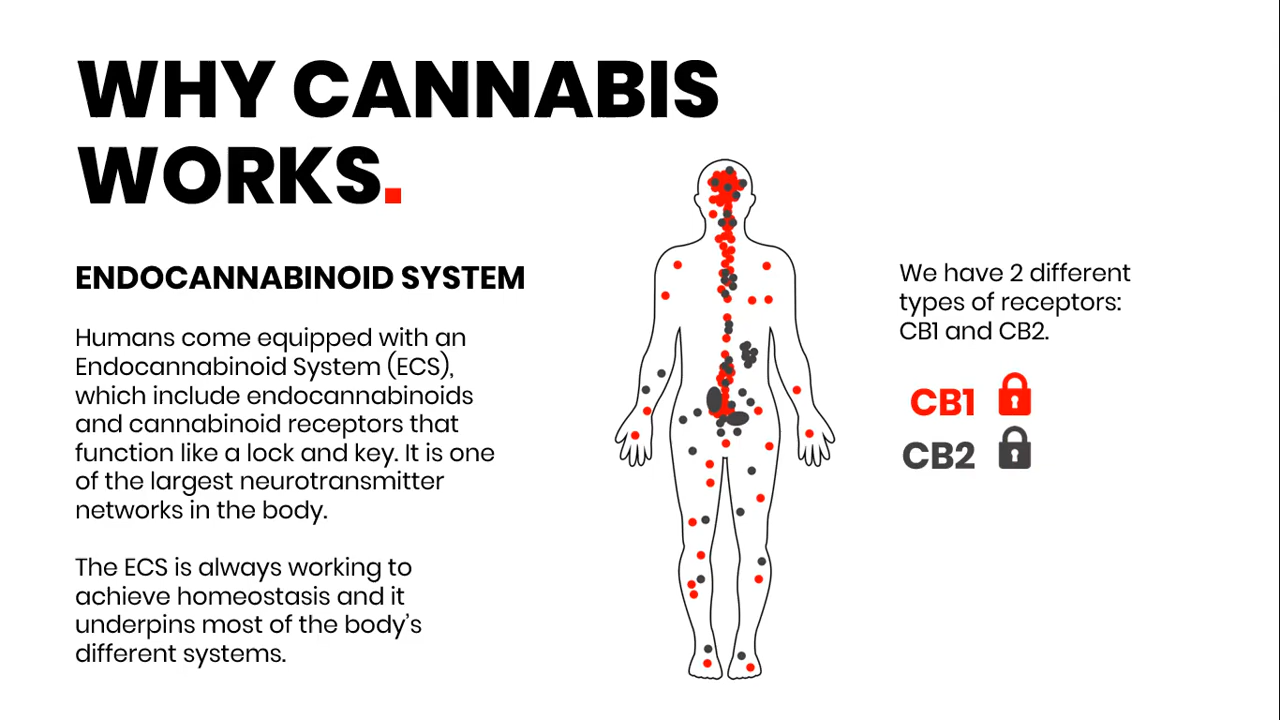 WHY CANNABIS
WORKS.
ENDOCANNABINOID SYSTEM
Humans come equipped with an
Endocannabinoid System (ECS),
which include endocannabinoids
and cannabinoid receptors that
function like a lock and key. It is one
of the largest neurotransmitter
networks in the body.
The ECS is always working to
achieve homeostasis and it
underpins most of the body’s
different systems.
We have 2 different
types of receptors:
CB1 and CB2.
CB1
CB2